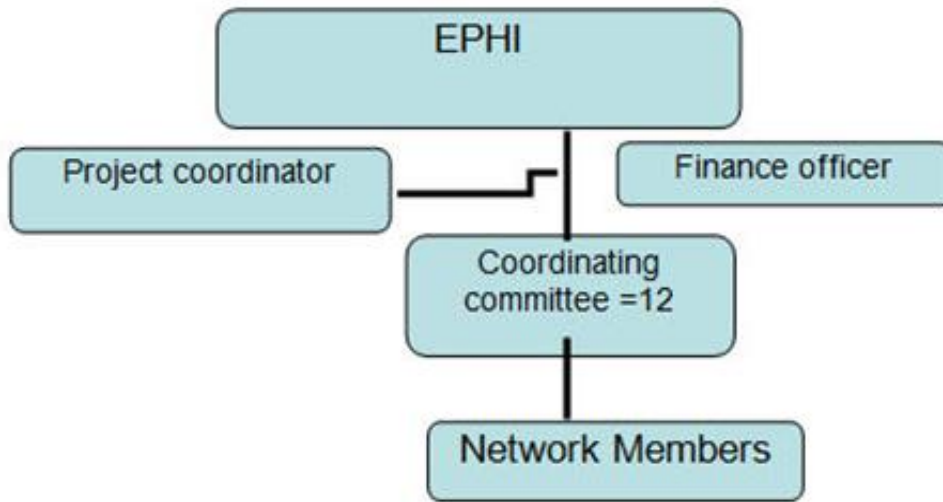 EPHI
Project coordinator
Finance officer
Coordinating
committee =12
Network Members